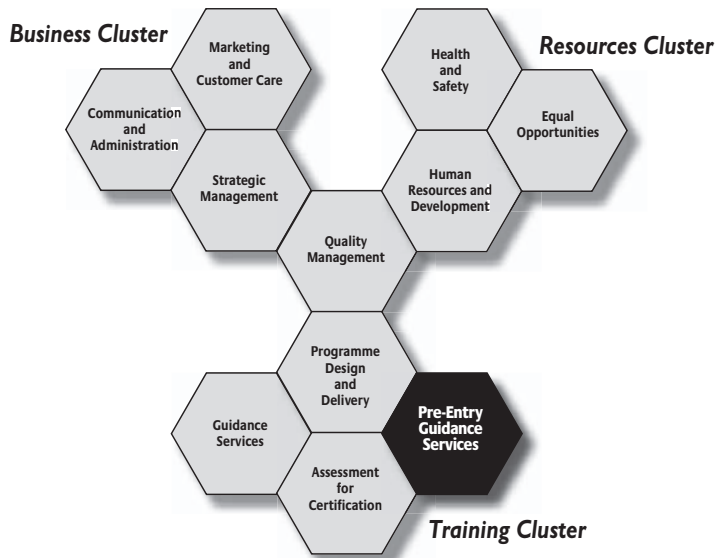 Business Cluster
Marketing
and
Customer Care
Communication
and
Administration
Strategic
Management
Resources Cluster
Health
and
Safety
Equal
Opportunities
Human
Resources and
Development
Quality
Management
Programme
Design
and
Delivery
Pre-Entry
Guidance
Services
Guidance
Services
Assessment
for
Certification
Training Cluster